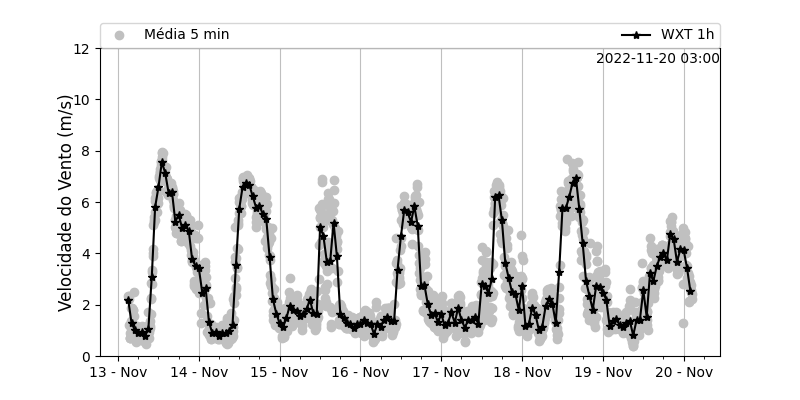 Média 5 min
WXT 1h
2022-11-20 03:00
Velocidade do Vento (m/s)
12
10
8
6
4
2
0
13 - Nov
14 - Nov
15 - Nov
16 - Nov
17 - Nov
18 - Nov
19 - Nov
20 - Nov